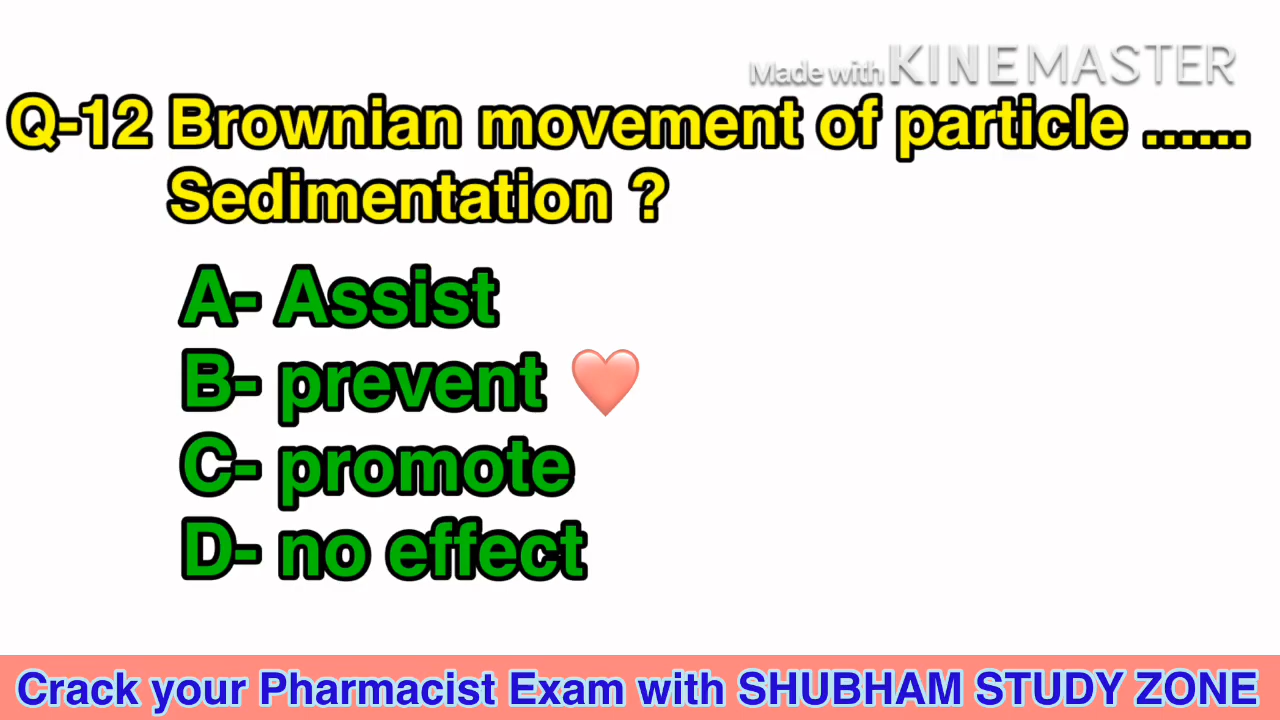 Made with KINEMASTER
Q-12 Brownian movement of particle ......
Sedimentation ?
A- Assist
B- prevent
C- promote
D- no effect
Crack your Pharmacist Exam with SHUBHAM STUDY ZONE